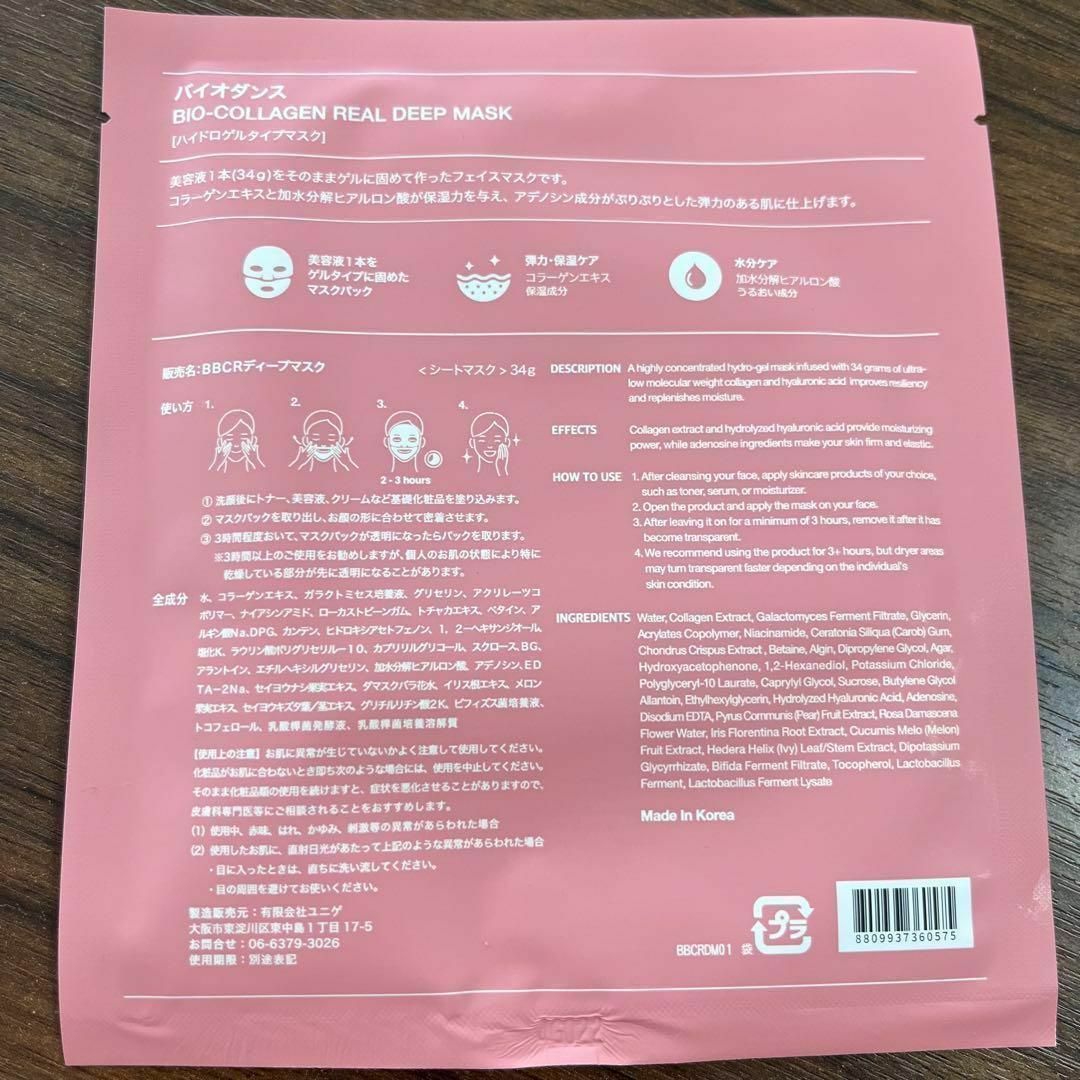 バイオダンス
BIO-COLLAGEN REAL DEEP MASK
[ハイドロゲルタイプマスク]
美容液1本(34g)をそのままゲルに固めて作ったフェイスマスクです。
コラーゲンエキスと加水分解ヒアルロン酸が保湿力を与え、アデノシン成分がぷりぷりとした弾力のある肌に仕上げます。
美容液1本を
ゲルタイプに固めた
マスクパック
弾力・保湿ケア
コラーゲンエキス
保湿成分
水分ケア
加水分解ヒアルロン酸
うるおい成分
販売名:BBCRディープマスク
<シートマスク> 34g
使い方 1. 2. 3. 4.
2 - 3 hours
① 洗顔後にトナー、美容液、クリームなど基礎化粧品を塗り込みます。
② マスクパックを取り出し、お顔の形に合わせて密着させます。
③ 3時間程度おいて、マスクパックが透明になったらパックを取ります。
※3時間以上のご使用をお勧めしますが、個人のお肌の状態により特に
乾燥している部分が先に透明になることがあります。
全成分 水、コラーゲンエキス、ガラクトミセス培養液、グリセリン、アクリレーツコ
ポリマー、ナイアシンアミド、ローカストビーンガム、トチャカエキス、ベタイン、ア
ルギン酸Na、DPG、カンテン、ヒドロキシアセトフェノン、1，2－ヘキサンジオール、
塩化K、ラウリン酸ポリグリセリル－10、カプリリルグリコール、スクロース、BG、
アラントイン、エチルヘキシルグリセリン、加水分解ヒアルロン酸、アデノシン、ED
TA－2Na、セイヨウナシ果実エキス、ダマスクバラ花水、イリス根エキス、メロン
果実エキス、セイヨウキズタ葉/茎エキス、グリチルリチン酸2K、ビフィズス菌培養液、
トコフェロール、乳酸桿菌発酵液、乳酸桿菌培養溶解質
【使用上の注意】お肌に異常が生じていないかよく注意して使用してください。
化粧品がお肌に合わないとき即ち次のような場合には、使用を中止してください。
そのまま化粧品類の使用を続けますと、症状を悪化させることがありますので、
皮膚科専門医等にご相談されることをおすすめします。
(1) 使用中、赤味、はれ、かゆみ、刺激等の異常があらわれた場合
(2) 使用したお肌に、直射日光があたって上記のような異常があらわれた場合
・目に入ったときは、直ちに洗い流してください。
・目の周囲を避けてお使いください。
製造販売元：有限会社ユニゲ
大阪市東淀川区東中島1丁目17-5
お問合せ：06-6379-3026
使用期限：別途表記
DESCRIPTION A highly concentrated hydro-gel mask infused with 34 grams of ultra-
low molecular weight collagen and hyaluronic acid improves resiliency
and replenishes moisture.
EFFECTS Collagen extract and hydrolyzed hyaluronic acid provide moisturizing
power, while adenosine ingredients make your skin firm and elastic.
HOW TO USE 1. After cleansing your face, apply skincare products of your choice,
such as toner, serum, or moisturizer.
2. Open the product and apply the mask on your face.
3. After leaving it on for a minimum of 3 hours, remove it after it has
become transparent.
4. We recommend using the product for 3+ hours, but dryer areas
may turn transparent faster depending on the individual's
skin condition.
INGREDIENTS Water, Collagen Extract, Galactomyces Ferment Filtrate, Glycerin,
Acrylates Copolymer, Niacinamide, Ceratonia Siliqua (Carob) Gum,
Chondrus Crispus Extract , Betaine, Algin, Dipropylene Glycol, Agar,
Hydroxyacetophenone, 1,2-Hexanediol, Potassium Chloride,
Polyglyceryl-10 Laurate, Caprylyl Glycol, Sucrose, Butylene Glycol
Allantoin, Ethylhexylglycerin, Hydrolyzed Hyaluronic Acid, Adenosine,
Disodium EDTA, Pyrus Communis (Pear) Fruit Extract, Rosa Damascena
Flower Water, Iris Florentina Root Extract, Cucumis Melo (Melon)
Fruit Extract, Hedera Helix (Ivy) Leaf/Stem Extract, Dipotassium
Glycyrrhizate, Bifida Ferment Filtrate, Tocopherol, Lactobacillus
Ferment, Lactobacillus Ferment Lysate
Made In Korea
BBCRDM01 袋
プラ
8809937360575